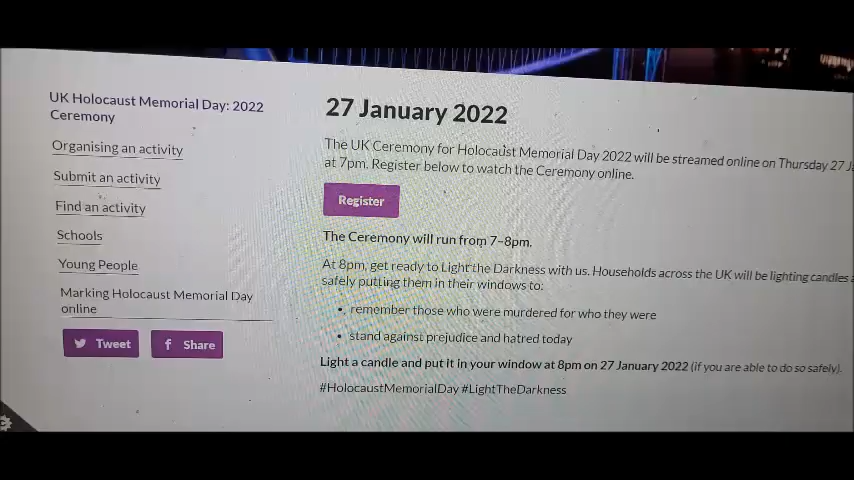 UK Holocaust Memorial Day: 2022
Ceremony
Organising an activity
Submit an activity
Find an activity
Schools
Young People
Marking Holocaust Memorial Day
online
Tweet
Share
27 January 2022
The UK Ceremony for Holocaust Memorial Day 2022 will be streamed online on Thursday 27
at 7pm. Register below to watch the Ceremony online.
Register
The Ceremony will run from 7–8pm.
At 8pm, get ready to Light the Darkness with us. Households across the UK will be lighting candles
safely putting them in their windows to:
• remember those who were murdered for who they were
• stand against prejudice and hatred today
Light a candle and put it in your window at 8pm on 27 January 2022 (if you are able to do so safely).
#HolocaustMemorialDay #LightTheDarkness